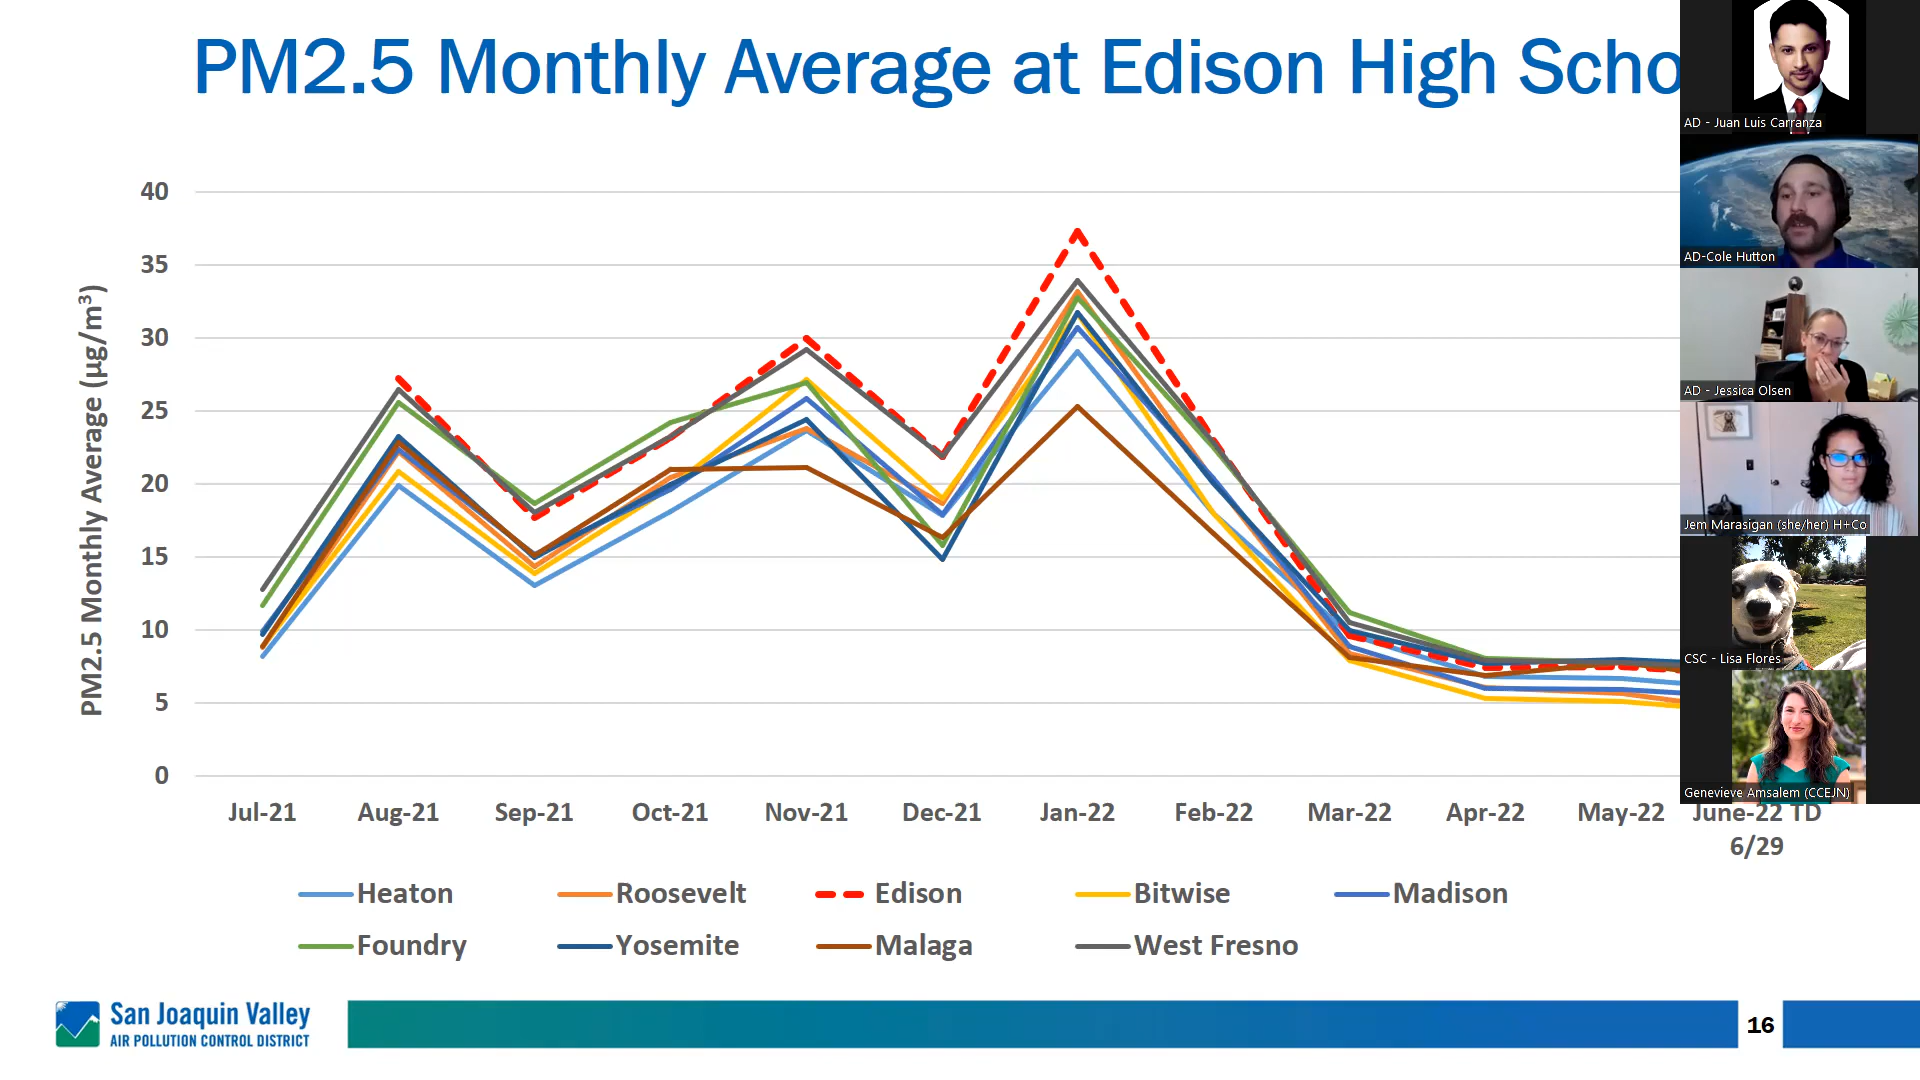 PM2.5 Monthly Average at Edison High Scho
AD - Juan Luis Carranza
AD-Cole Hutton
AD - Jessica Olsen
Jem Marasigan (she/her) H+Co
CSC - Lisa Flores
Genevieve Amsalem (CCEJN)
PM2.5 Monthly Average (µg/m³)
40
35
30
25
20
15
10
5
0
Jul-21 Aug-21 Sep-21 Oct-21 Nov-21 Dec-21 Jan-22 Feb-22 Mar-22 Apr-22 May-22 June-22 TD
6/29
Heaton Roosevelt Edison Bitwise Madison
Foundry Yosemite Malaga West Fresno
San Joaquin Valley
AIR POLLUTION CONTROL DISTRICT
16